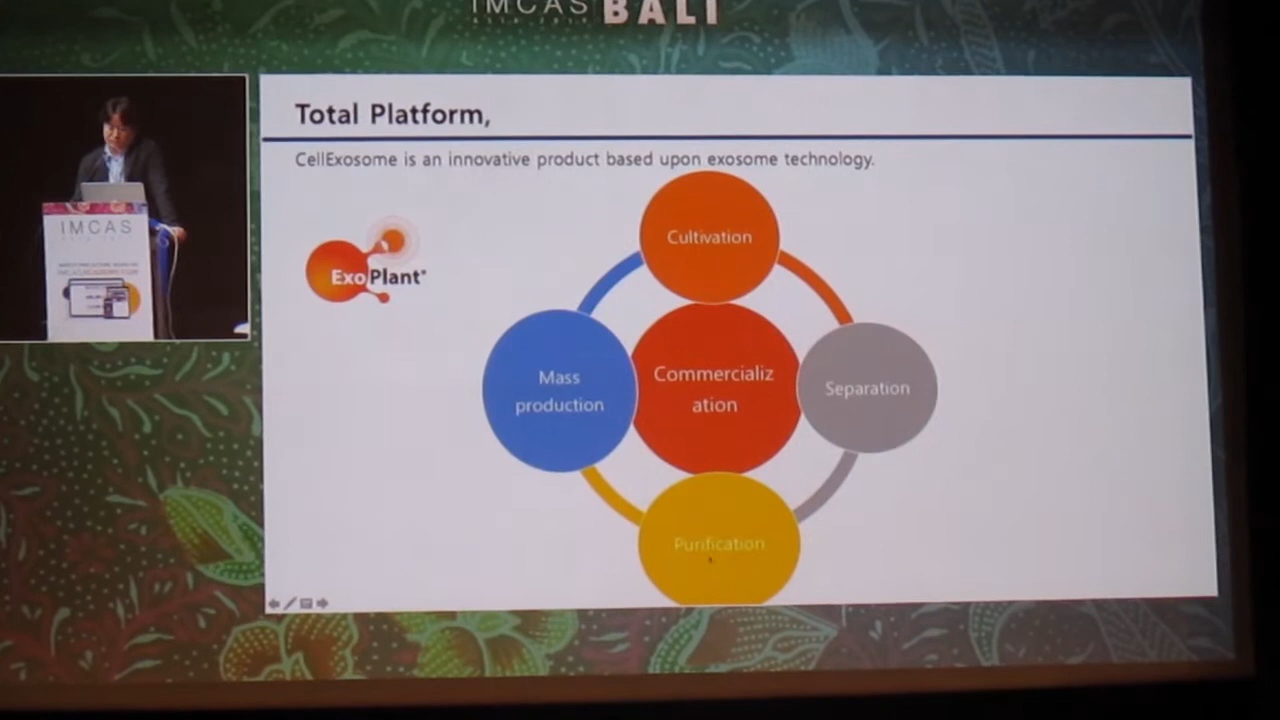 IMCAS BALI
Total Platform,
CellExosome is an innovative product based upon exosome technology.
IMCAS
ExoPlant
Cultivation
Mass
production
Commercializ
ation
Separation
Purification